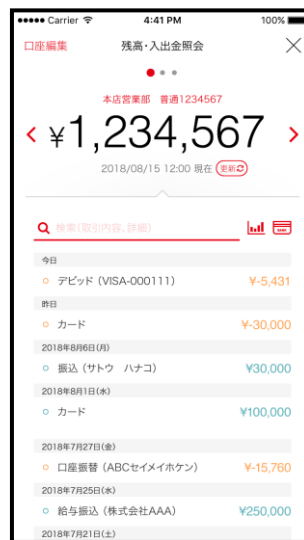 Carrier 4:41 PM 100%
口座編集 残高・入出金照会
本店営業部 普通1234567
¥1,234,567
2018/08/15 12:00 現在 更新
検索(取引内容、詳細)
今日
デビッド (VISA-000111) ¥-5,431
昨日
カード ¥-30,000
2018年8月6日(月)
振込 (サトウ ハナコ) ¥30,000
2018年8月1日(水)
カード ¥100,000
2018年7月27日(金)
口座振替 (ABCセイメイホケン) ¥-15,760
2018年7月25日(水)
給与振込 (株式会社AAA) ¥250,000
2018年7月21日(土)